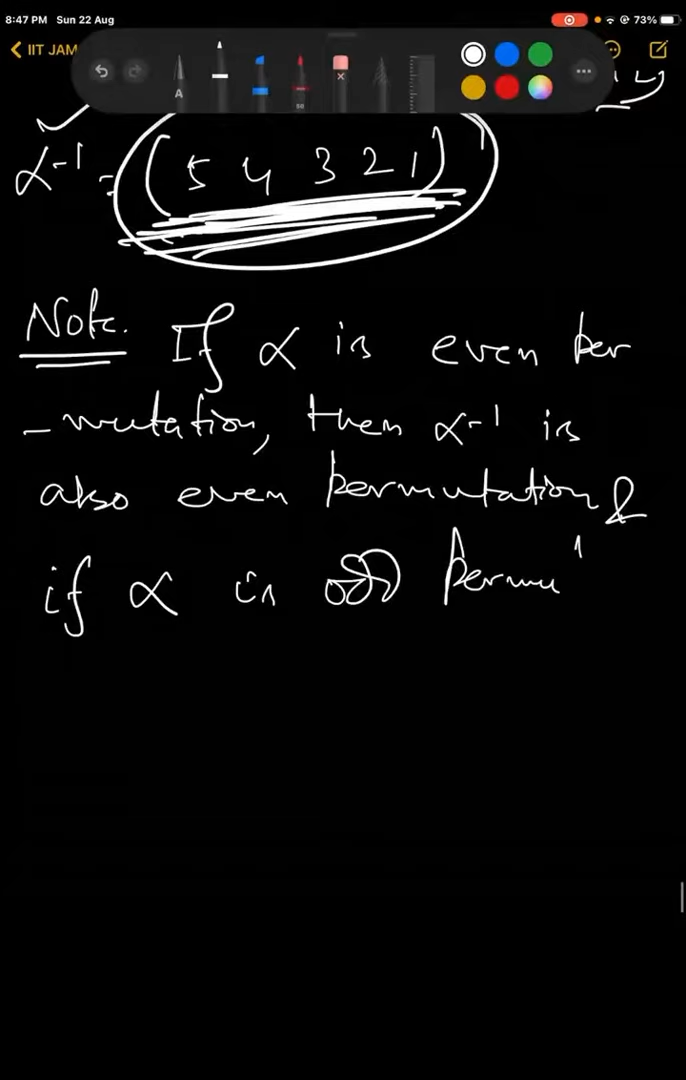 8:47 PM Sun 22 Aug
73%
IIT JAM
α-1 = (5 4 3 2 1)
Note. If α is even per
-mutation, then α-1 is
also even permutation &
if α is odd permu